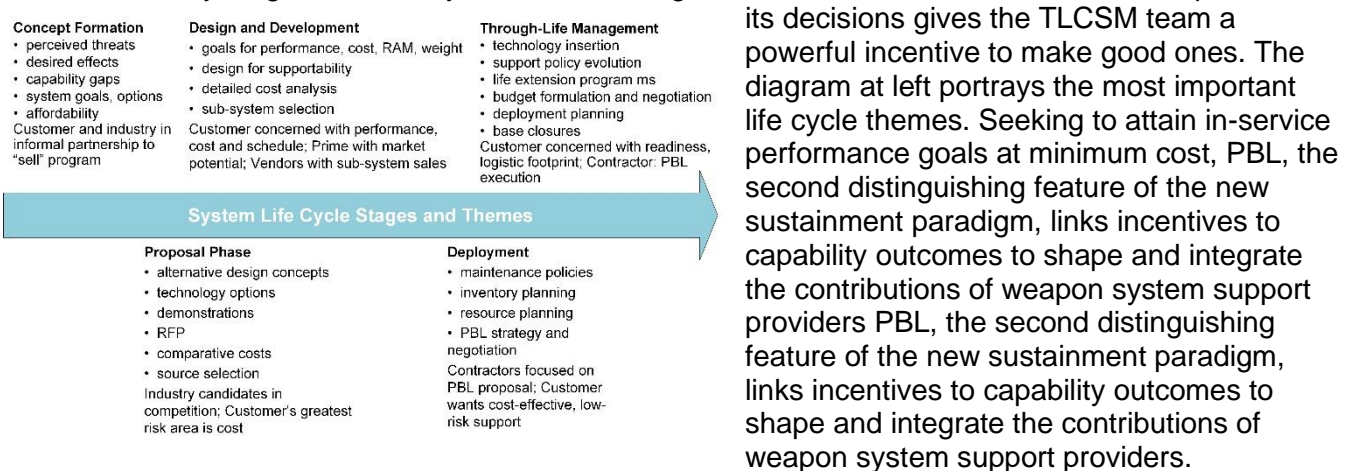 Concept Formation
• perceived threats
• desired effects
• capability gaps
• system goals, options
• affordability
Customer and industry in
informal partnership to
"sell" program
Design and Development
• goals for performance, cost, RAM, weight
• design for supportability
• detailed cost analysis
• sub-system selection
Customer concerned with performance,
cost and schedule; Prime with market
potential; Vendors with sub-system sales
Through-Life Management
• technology insertion
• support policy evolution
• life extension program ms
• budget formulation and negotiation
• deployment planning
• base closures
Customer concerned with readiness,
logistic footprint; Contractor: PBL
execution
System Life Cycle Stages and Themes
Proposal Phase
• alternative design concepts
• technology options
• demonstrations
• RFP
• comparative costs
• source selection
Industry candidates in
competition; Customer's greatest
risk area is cost
Deployment
• maintenance policies
• inventory planning
• resource planning
• PBL strategy and
negotiation
Contractors focused on
PBL proposal; Customer
wants cost-effective, low-
risk support
its decisions gives the TLCSM team a
powerful incentive to make good ones. The
diagram at left portrays the most important
life cycle themes. Seeking to attain in-service
performance goals at minimum cost, PBL, the
second distinguishing feature of the new
sustainment paradigm, links incentives to
capability outcomes to shape and integrate
the contributions of weapon system support
providers PBL, the second distinguishing
feature of the new sustainment paradigm,
links incentives to capability outcomes to
shape and integrate the contributions of
weapon system support providers.